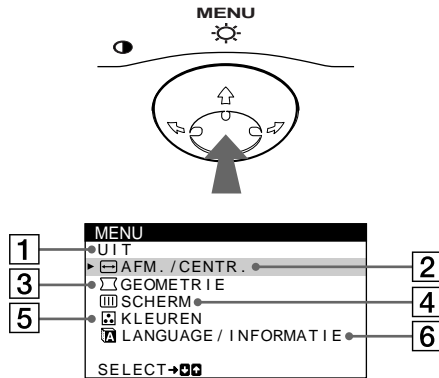 MENU
MENU
1 UIT
AFM./CENTR. 2
3 GEOMETRIE
SCHERM 4
5 KLEUREN
LANGUAGE/INFORMATIE 6
SELECT